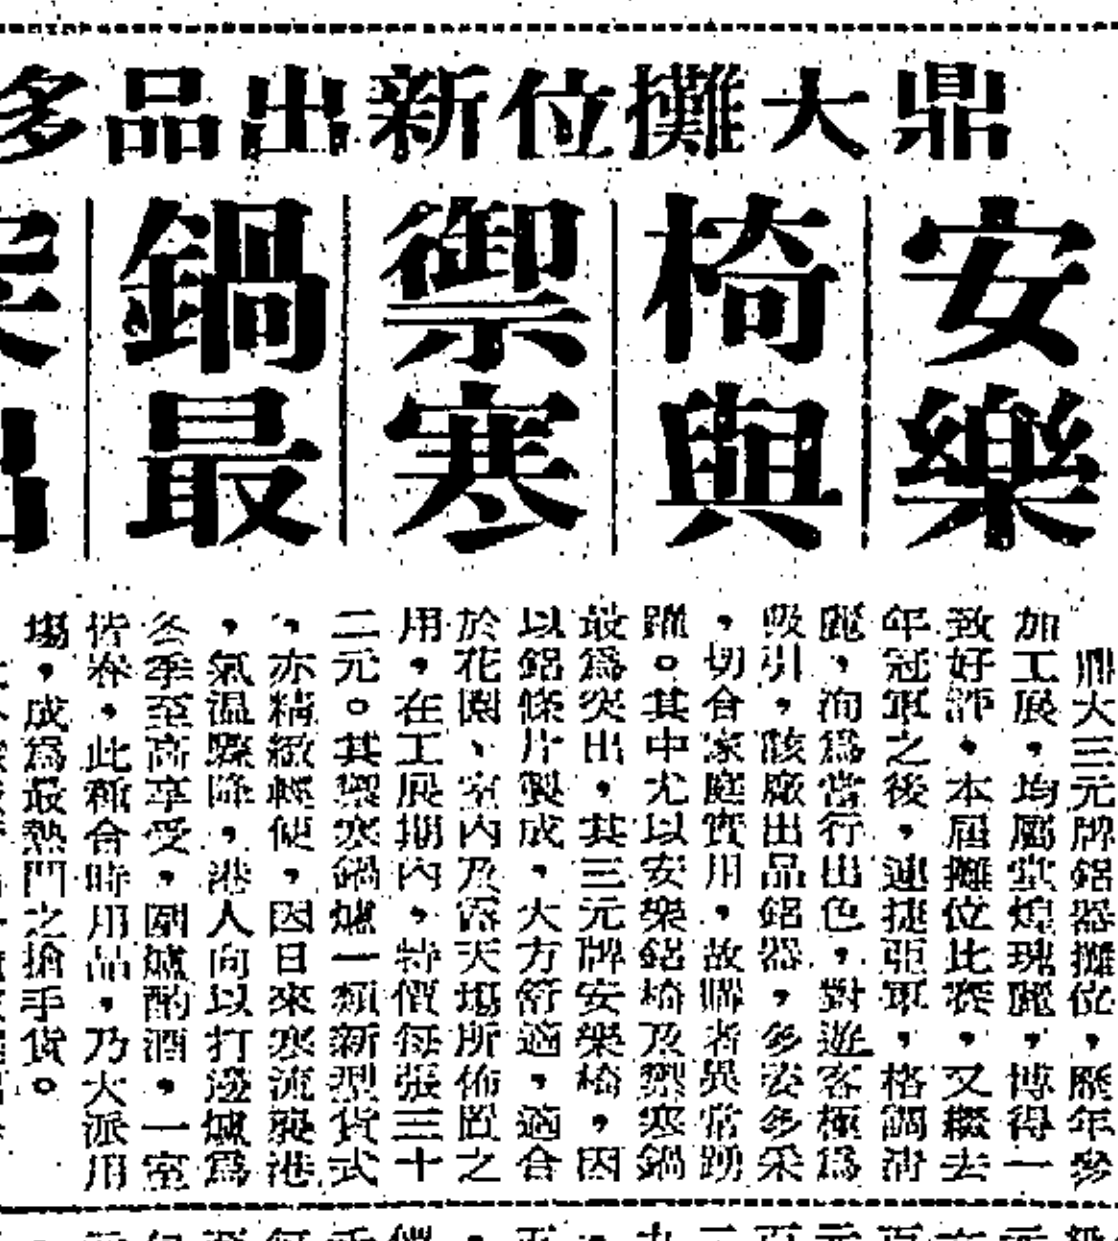 鼎大攤位新出品多
安樂
椅與
禦寒
鍋最
鼎大三元牌鋁器攤位，歷年參
加工展，均屬堂煌瑰麗，博得一
致好評。本屆攤位比賽，又繼去
年冠軍之後，連捷亞軍，格調清
麗，洵爲當行出色，對遊客極爲
吸引，該廠出品鋁器，多姿多采
，切合家庭實用，故購者異常踴
躍。其中尤以安樂鋁椅及禦寒鍋
最爲突出，其三元牌安樂椅，因
以鋁條片製成，大方舒適，適合
於花園、室內及露天場所佈置之
用，在工展期內，特價每張三十
二元。其禦寒鍋爐一類新型貨式
，亦精緻輕便，因日來寒流襲港
，氣温驟降，港人向以打邊爐爲
冬季至高享受，圍爐酌酒，一室
皆春，此種合時用品，乃大派用
場，成爲最熱門之搶手貨。